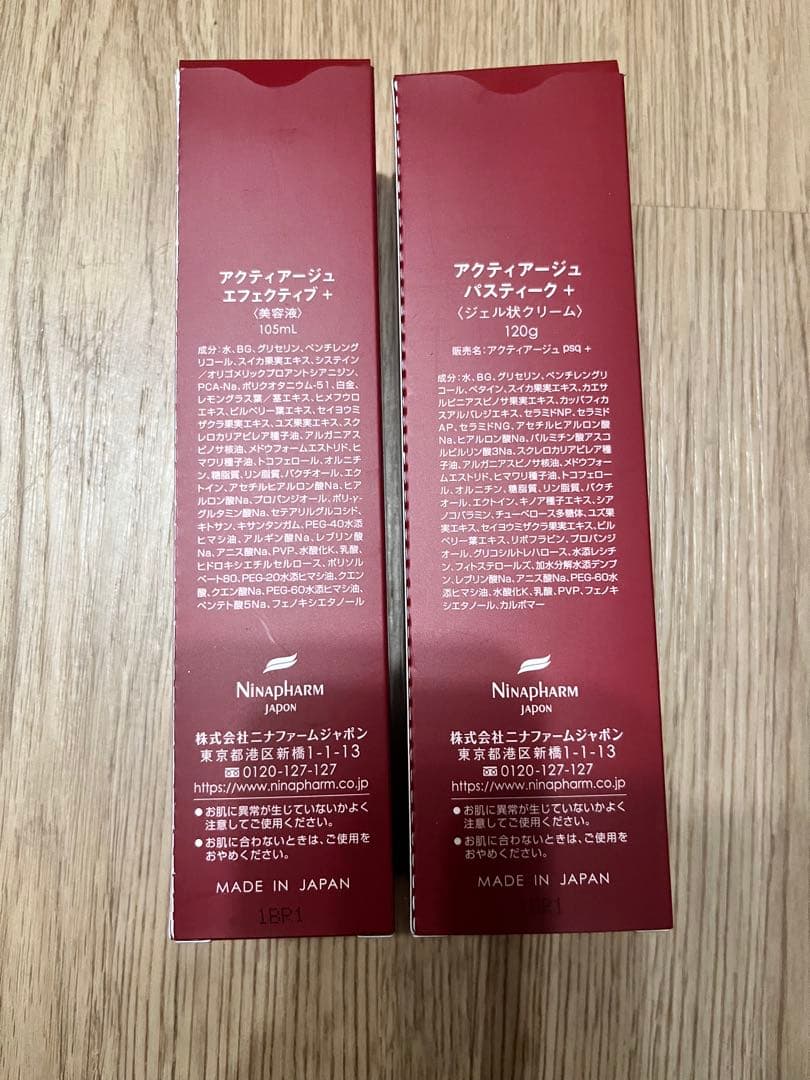 アクティアージュ
エフェクティブ +
〈美容液〉
105mL
成分:水、BG、グリセリン、ペンチレング
リコール、スイカ果実エキス、システイン
/オリゴメリックプロアントシアニジン、
PCA-Na、ポリクオタニウム-51、白金、
レモングラス葉/茎エキス、ヒメフウロ
エキス、ビルベリー葉エキス、セイヨウミ
ザクラ果実エキス、ユズ果実エキス、スク
レロカリアビレア種子油、アルガニアス
ピノサ核油、メドウフォームエストリド、ヒ
マワリ種子油、トコフェロール、オルニチ
ン、糖脂質、リン脂質、バクチオール、エク
トイン、アセチルヒアルロン酸Na、ヒア
ルロン酸Na、プロパンジオール、ポリ-γ-
グルタミン酸Na、セテアリルグルコシド、
キトサン、キサンタンガム、PEG-40水添
ヒマシ油、アルギン酸Na、レブリン酸
Na、アニス酸Na、PVP、水酸化K、乳酸、
ヒドロキシエチルセルロース、ポリソル
ベート80、PEG-20水添ヒマシ油、クエン
酸、クエン酸Na、PEG-60水添ヒマシ油、
ペンテト酸5Na、フェノキシエタノール
NINAPHARM
JAPON
株式会社ニナファームジャポン
東京都港区新橋1-1-13
0120-127-127
https://www.ninapharm.co.jp
●お肌に異常が生じていないかよく
注意してご使用ください。
●お肌に合わないときは、ご使用を
おやめください。
MADE IN JAPAN
1BR1
アクティアージュ
パスティーク +
〈ジェル状クリーム〉
120g
販売名:アクティアージュ psq +
成分:水、BG、グリセリン、ペンチレングリ
コール、ベタイン、スイカ果実エキス、カエサ
ルピニアスピノサ果実エキス、カッパフィカ
スアルバレジエキス、セラミドNP、セラミド
AP、セラミドNG、アセチルヒアルロン酸
Na、ヒアルロン酸Na、パルミチン酸アスコ
ルビルリン酸3Na、スクレロカリアビレア種
子油、アルガニアスピノサ核油、メドウフォー
ムエストリド、ヒマワリ種子油、トコフェロー
ル、オルニチン、糖脂質、リン脂質、バクチ
オール、エクトイン、キノア種子エキス、シア
ノコバラミン、チューベロース多糖体、ユズ果
実エキス、セイヨウミザクラ果実エキス、ビル
ベリー葉エキス、リボフラビン、プロパンジ
オール、グリコシルトレハロース、水添レシチ
ン、フィトステロールズ、加水分解水添デンプ
ン、レブリン酸Na、アニス酸Na、PEG-60水
添ヒマシ油、水酸化K、乳酸、PVP、フェノキ
シエタノール、カルボマー
NINAPHARM
JAPON
株式会社ニナファームジャポン
東京都港区新橋1-1-13
0120-127-127
https://www.ninapharm.co.jp
●お肌に異常が生じていないかよく
注意してご使用ください。
●お肌に合わないときは、ご使用を
おやめください。
MADE IN JAPAN